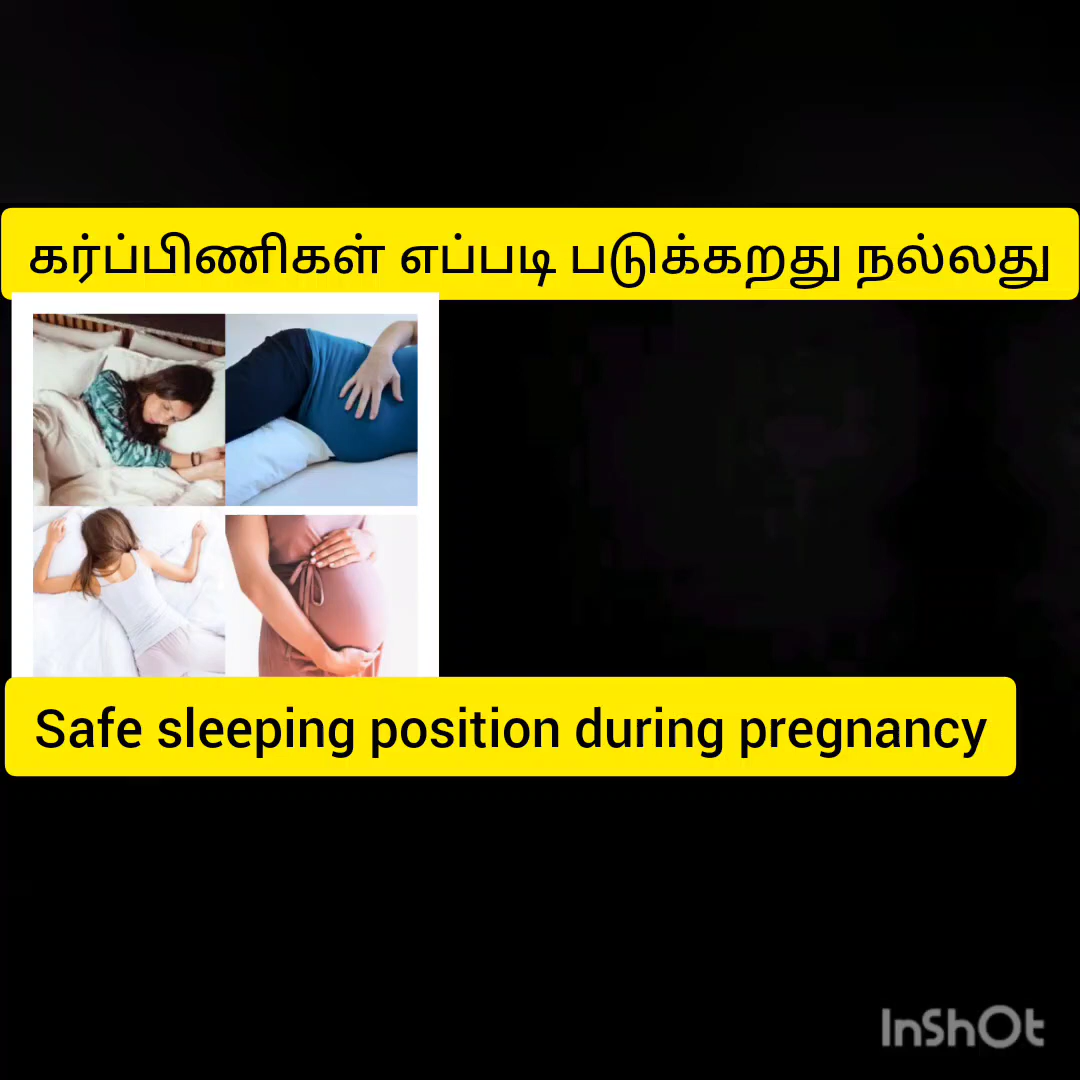 கர்ப்பிணிகள் எப்படி படுக்கறது நல்லது
Safe sleeping position during pregnancy
InShOt